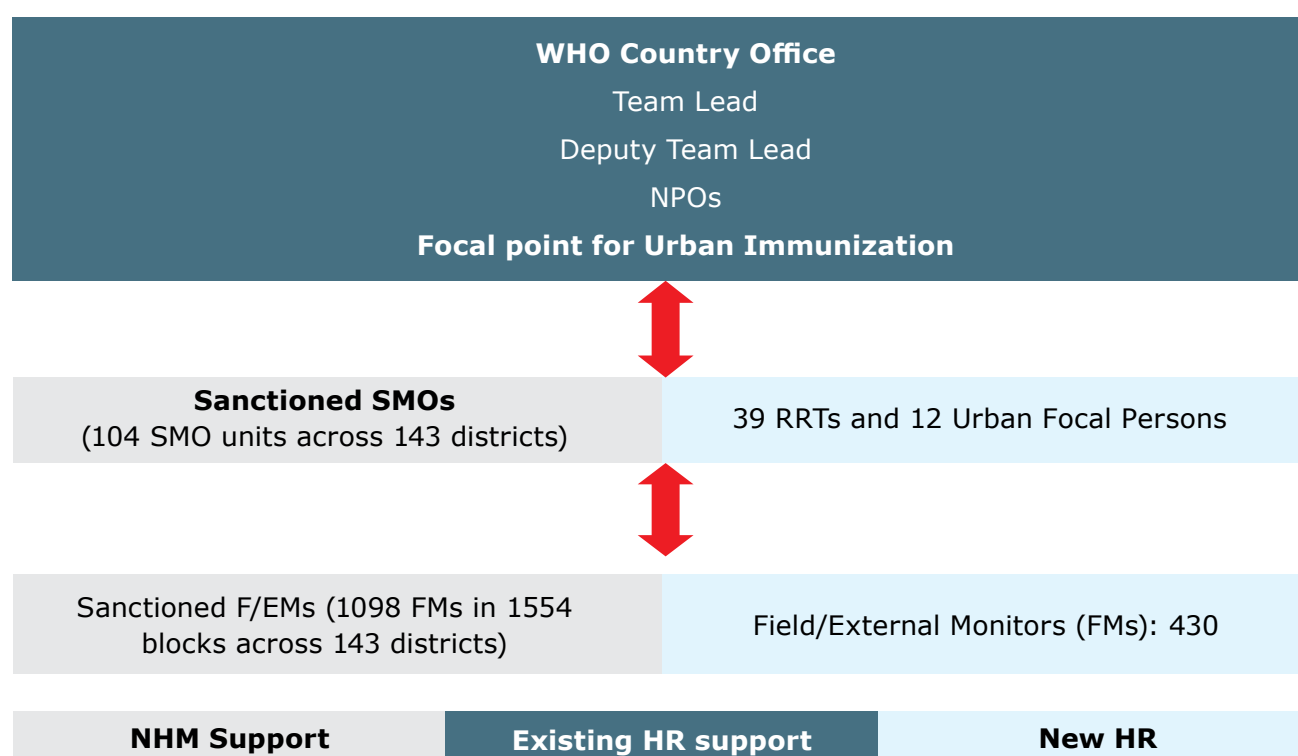 WHO Country Office
Team Lead
Deputy Team Lead
NPOs
Focal point for Urban Immunization
Sanctioned SMOs
(104 SMO units across 143 districts)
39 RRTs and 12 Urban Focal Persons
Sanctioned F/EMs (1098 FMs in 1554
blocks across 143 districts)
Field/External Monitors (FMs): 430
NHM Support
Existing HR support
New HR